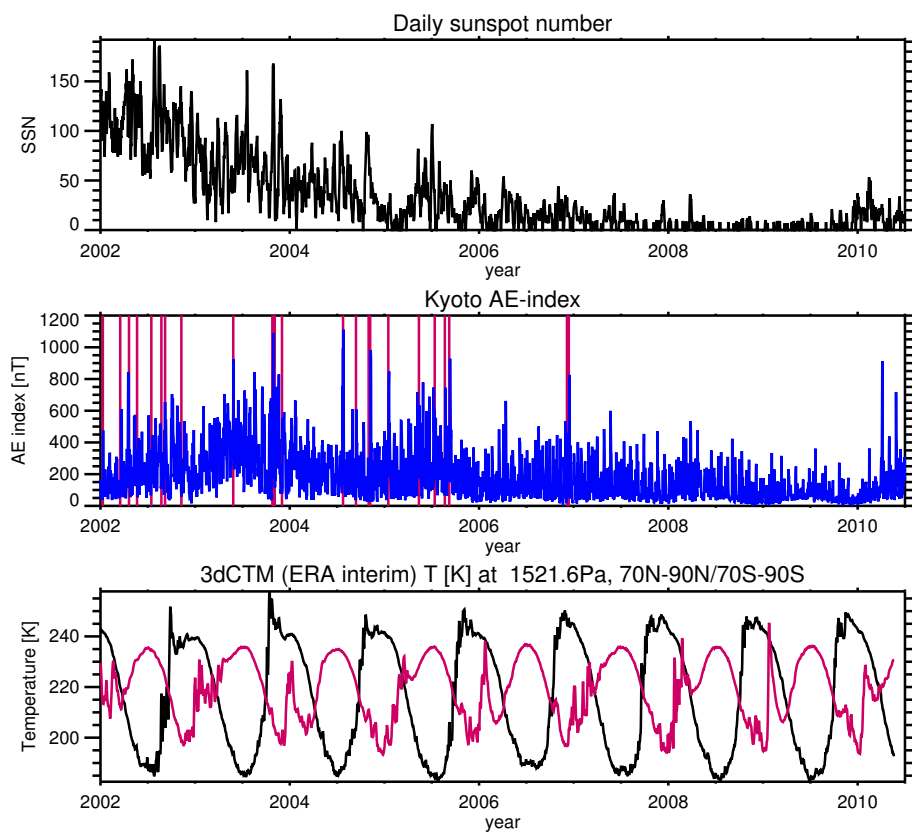 Daily sunspot number
SSN
150
100
50
0
2002 2004 2006 2008 2010
year
Kyoto AE-index
AE index [nT]
1200
1000
800
600
400
200
0
2002 2004 2006 2008 2010
year
3dCTM (ERA interim) T [K] at 1521.6Pa, 70N-90N/70S-90S
Temperature [K]
240
220
200
2002 2004 2006 2008 2010
year